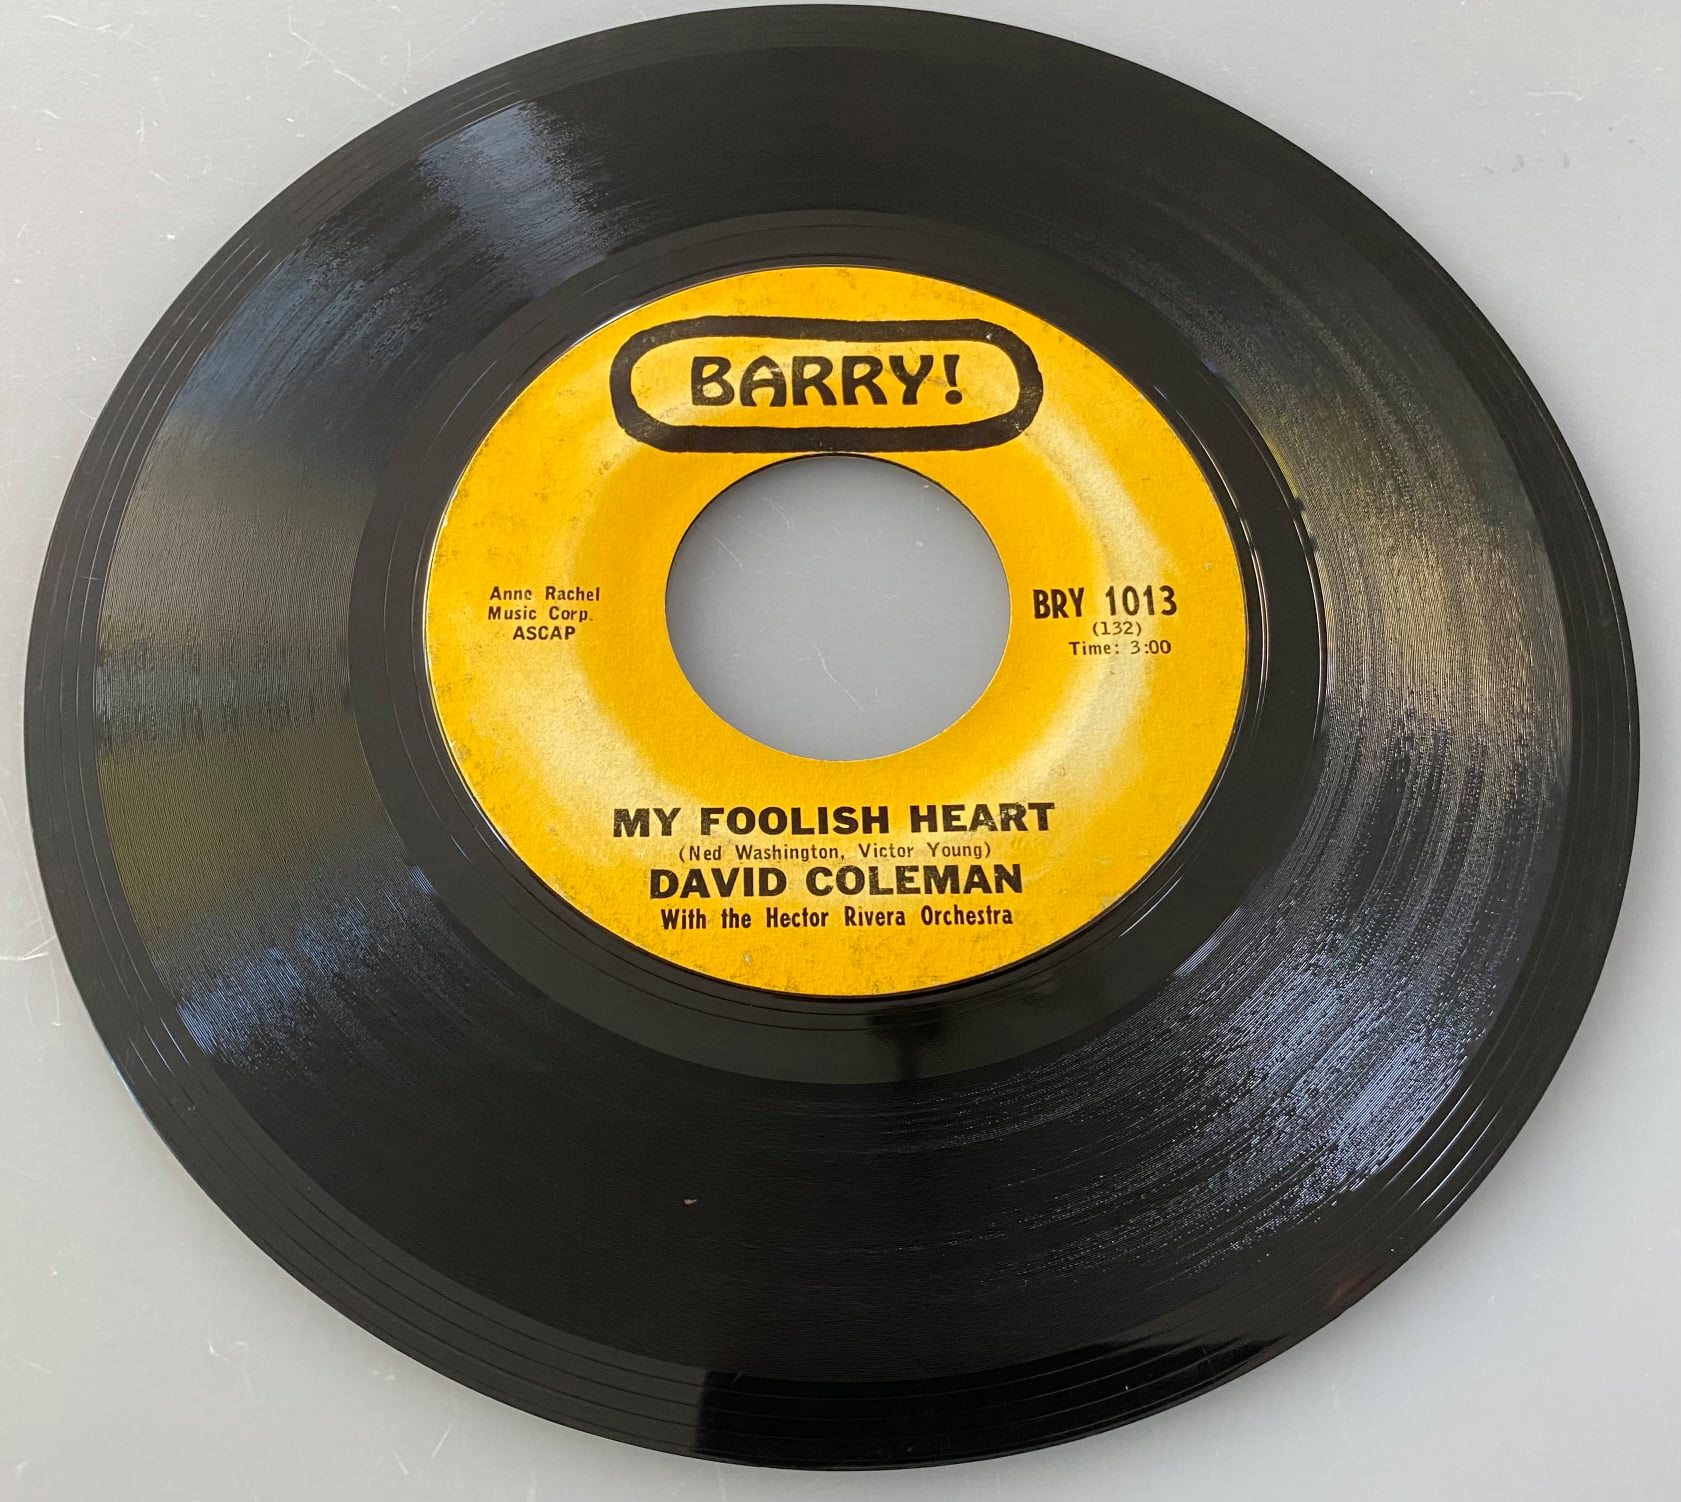 BARRY!
Anne Rachel
Music Corp.
ASCAP
BRY 1013
(132)
Time: 3:00
MY FOOLISH HEART
(Ned Washington, Victor Young)
DAVID COLEMAN
With the Hector Rivera Orchestra